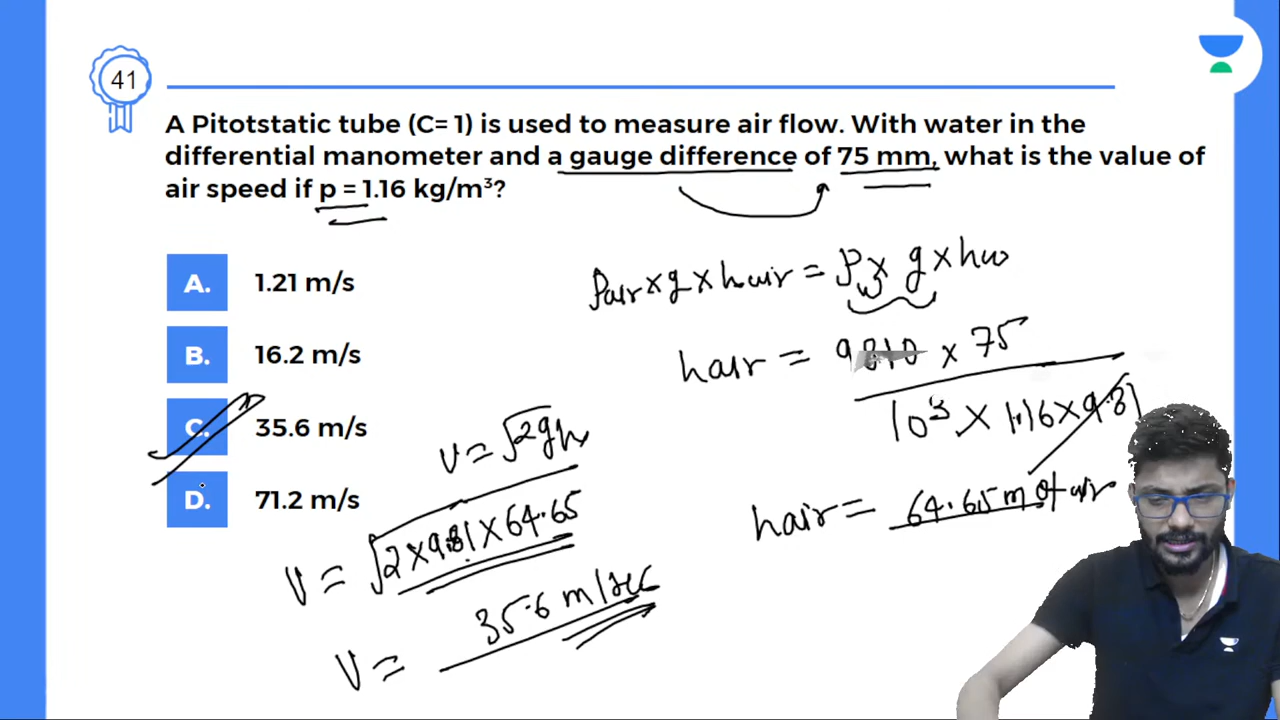 41
A Pitotstatic tube (C= 1) is used to measure air flow. With water in the
differential manometer and a gauge difference of 75 mm, what is the value of
air speed if p = 1.16 kg/m³?
A. 1.21 m/s
B. 16.2 m/s
C. 35.6 m/s
D. 71.2 m/s
ρair × g × hair = ρw × g × hw
hair = 9810 × 75
10³ × 1.16 × 9.81
hair = 64.65 m of air
v = √2gh
V = √2×9.81×64.65
V = 35.6 m/sec